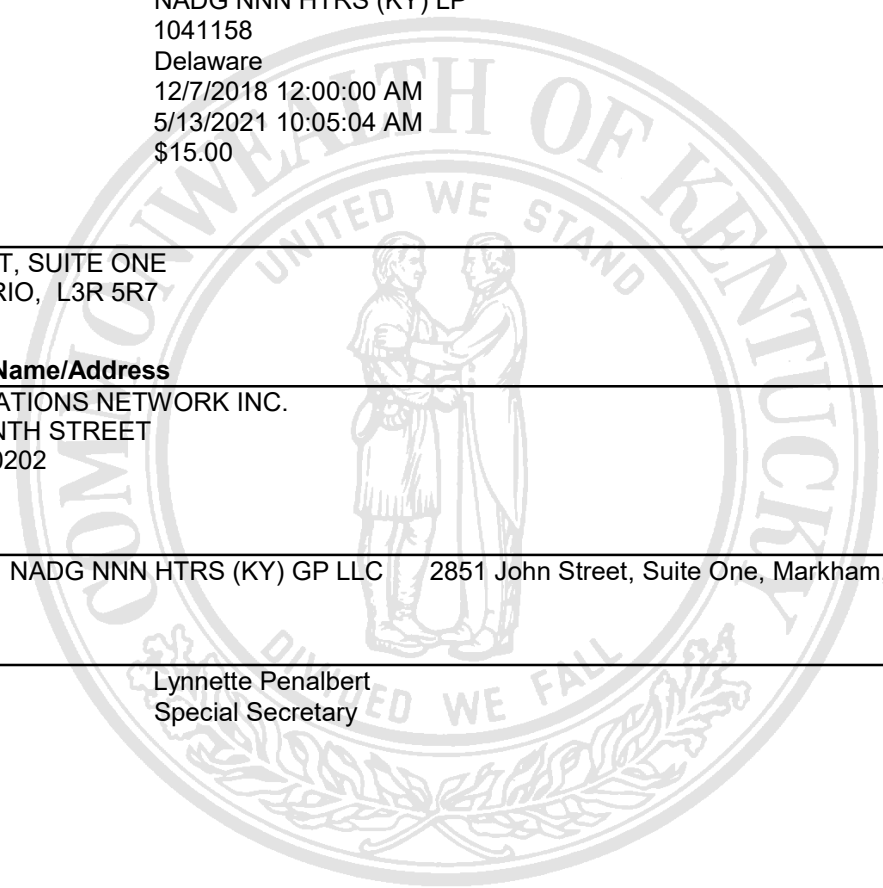 NADG NNN HTRS (KY) LP
1041158
Delaware
12/7/2018 12:00:00 AM
5/13/2021 10:05:04 AM
$15.00
T, SUITE ONE
RIO, L3R 5R7
Name/Address
ATIONS NETWORK INC.
NTH STREET
0202
NADG NNN HTRS (KY) GP LLC 2851 John Street, Suite One, Markham,
Lynnette Penalbert
Special Secretary
COMMONWEALTH OF KENTUCKY
UNITED WE STAND
DIVIDED WE FALL